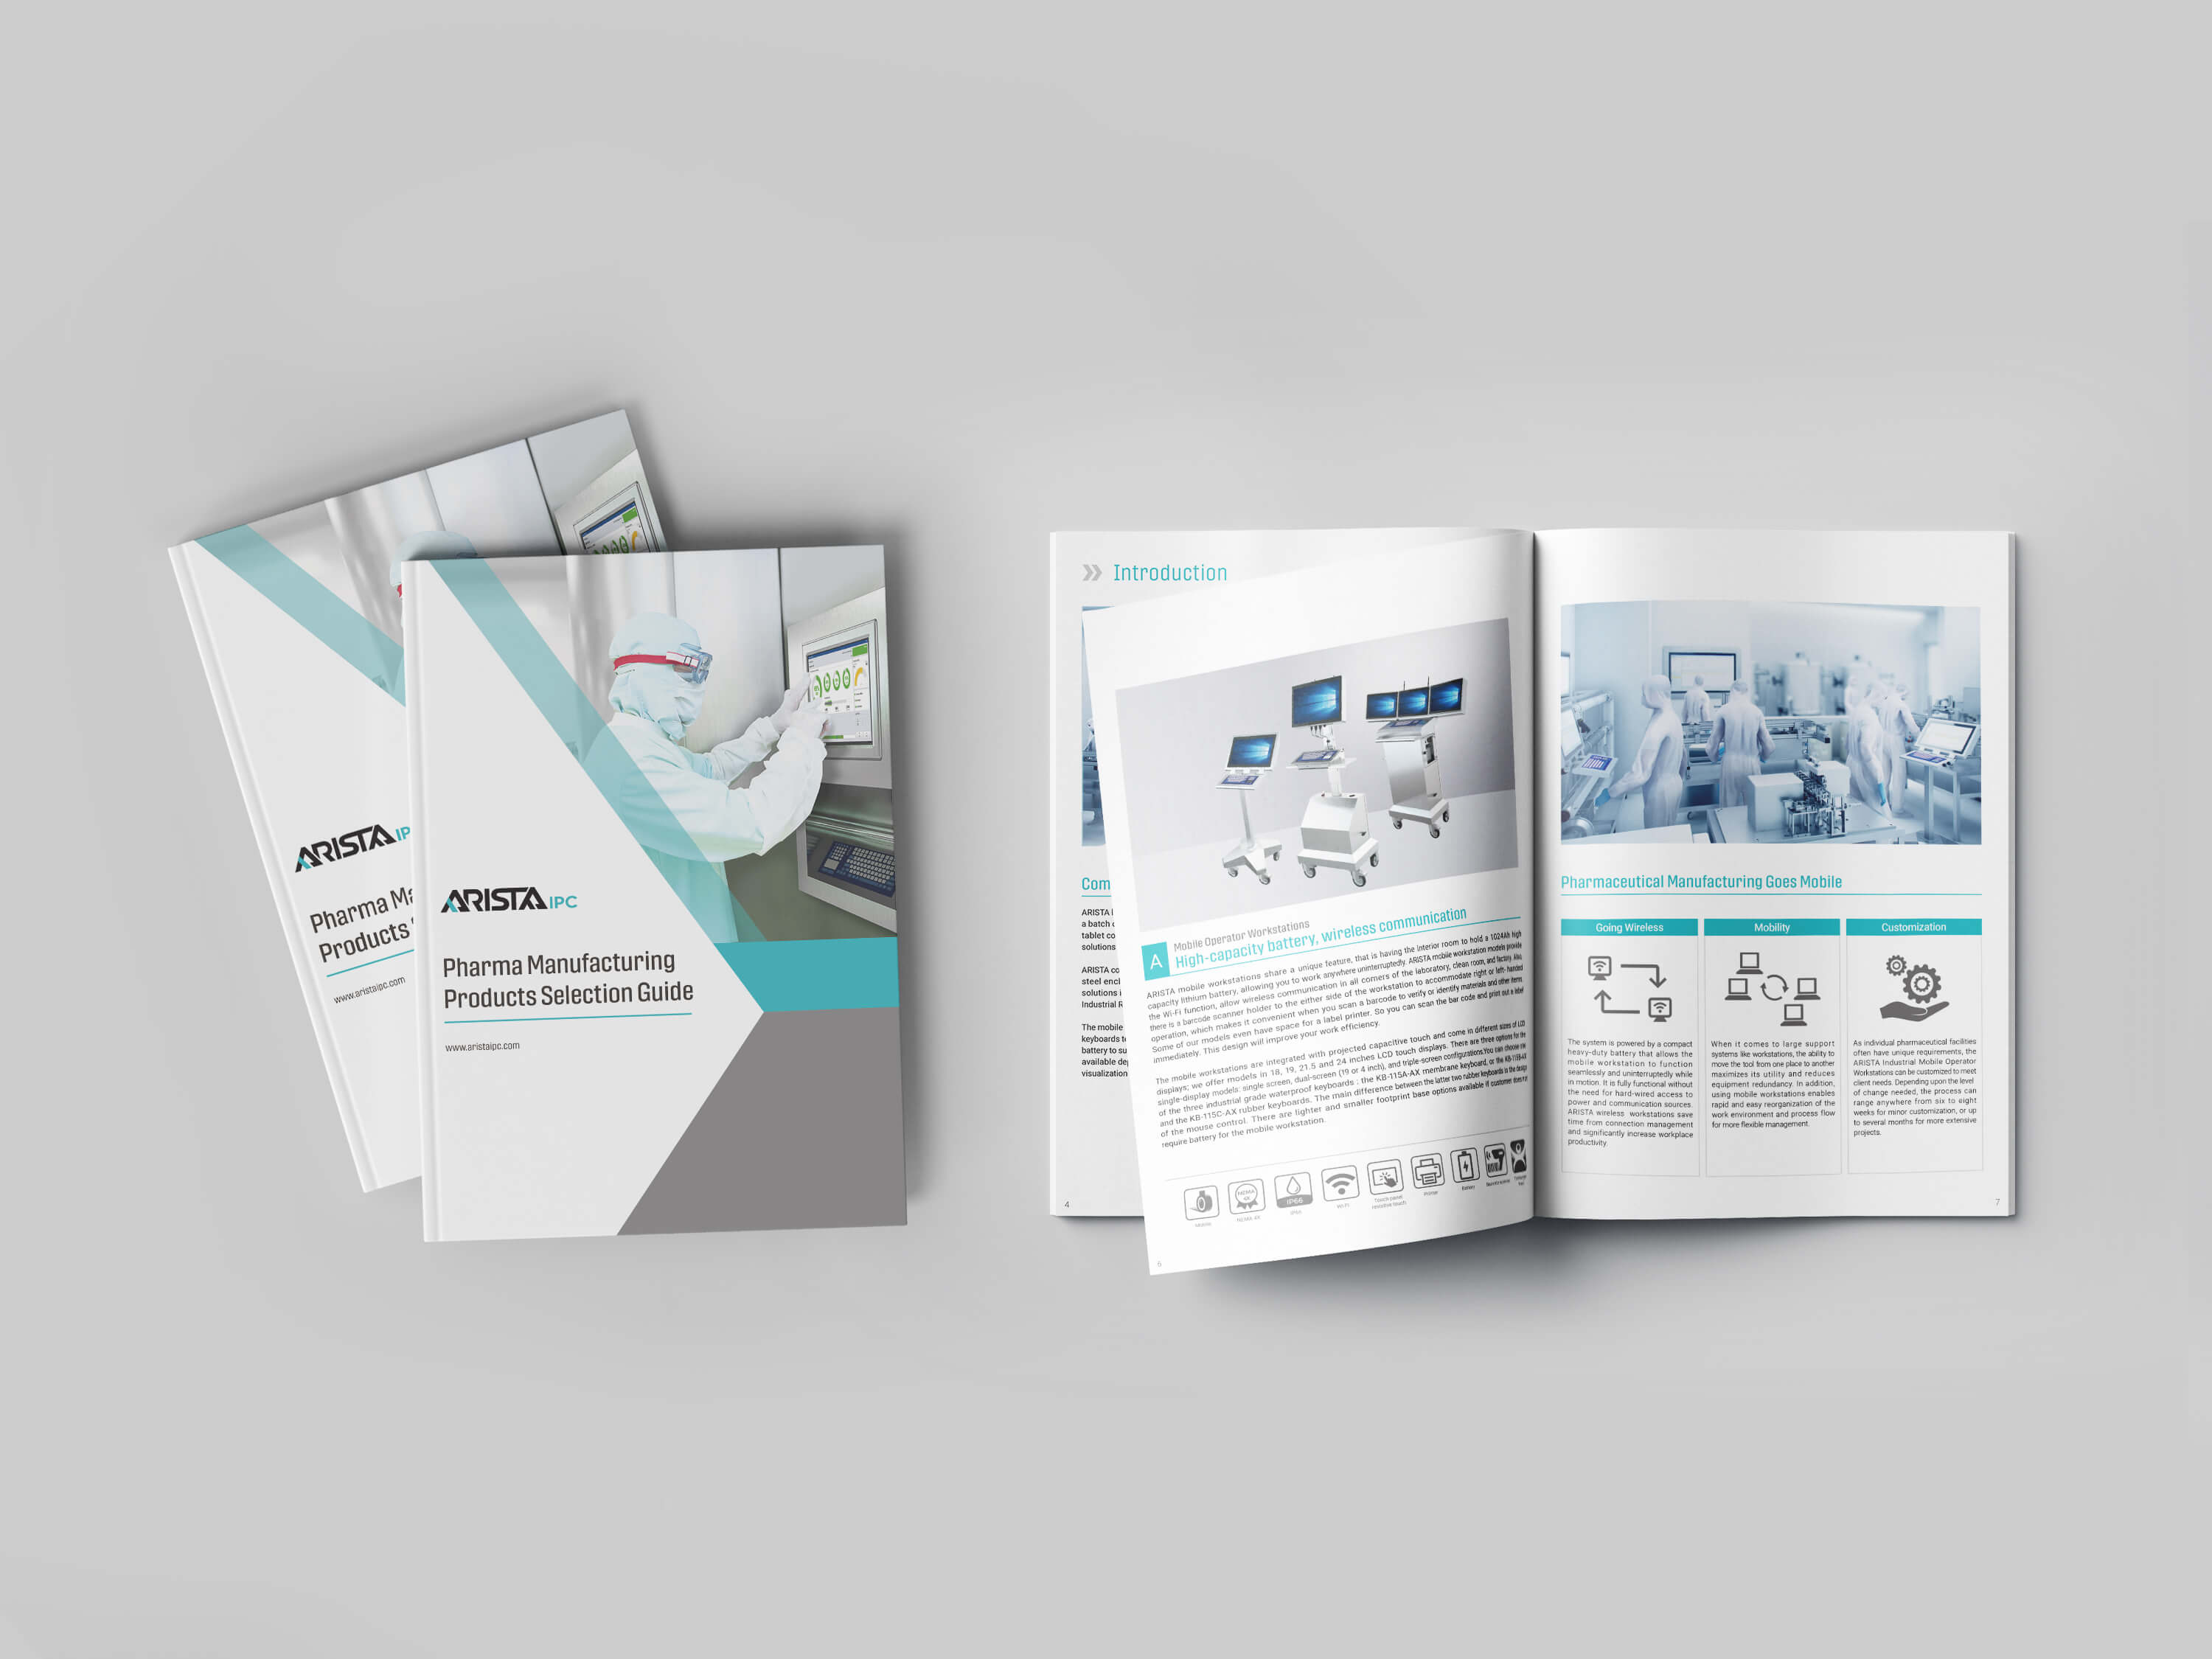 ARISTA IP
Pharma Ma
Products
www.aristaipc.com
ARISTA IPC
Pharma Manufacturing
Products Selection Guide
www.aristaipc.com
Introduction
Com
ARISTA
a batch
tablet co
solutions
ARISTA co
steel encl
solutions
Industrial R
The mobile
keyboards to
battery to su
available de
visualization
4
A
Mobile Operator Workstations
High-capacity battery, wireless communication
ARISTA mobile workstations share a unique feature, that is having the interior room to hold a 1024Ah high
capacity lithium battery, allowing you to work anywhere uninterruptedly. ARISTA mobile workstation models provide
the Wi-Fi function, allow wireless communication in all corners of the laboratory, clean room, and factory. Also,
there is a barcode scanner holder to the either side of the workstation to accommodate right or left- handed
operation, which makes it convenient when you scan a barcode to verify or identify materials and other items.
Some of our models even have space for a label printer. So you can scan the bar code and print out a label
immediately. This design will improve your work efficiency.
The mobile workstations are integrated with projected capacitive touch and come in different sizes of LCD
displays; we offer models in 18, 19, 21.5 and 24 inches LCD touch displays. There are three options for the
single-display models: single screen, dual-screen (19 or 4 inch), and triple-screen configurations.You can choose one
of the three industrial grade waterproof keyboards : the KB-115A-AX membrane keyboard, or the KB-115B-AX
and the KB-115C-AX rubber keyboards. The main difference between the latter two rubber keyboards is the design
of the mouse control. There are lighter and smaller footprint base options available if customer does not
require battery for the mobile workstation.
NEMA
4X
IP66
Mobile
NEMA 4X
IP66
Wi-Fi
Touch panel
resistive touch
Printer
Battery
6
Pharmaceutical Manufacturing Goes Mobile
Going Wireless
The system is powered by a compact
heavy-duty battery that allows the
mobile workstation to function
seamlessly and uninterruptedly while
in motion. It is fully functional without
the need for hard-wired access to
power and communication sources.
ARISTA wireless workstations save
time from connection management
and significantly increase workplace
productivity.
Mobility
When it comes to large support
systems like workstations, the ability to
move the tool from one place to another
maximizes its utility and reduces
equipment redundancy. In addition,
using mobile workstations enables
rapid and easy reorganization of the
work environment and process flow
for more flexible management.
Customization
As individual pharmaceutical facilities
often have unique requirements, the
ARISTA Industrial Mobile Operator
Workstations can be customized to meet
client needs. Depending upon the level
of change needed, the process can
range anywhere from six to eight
weeks for minor customization, or up
to several months for more extensive
projects.
7